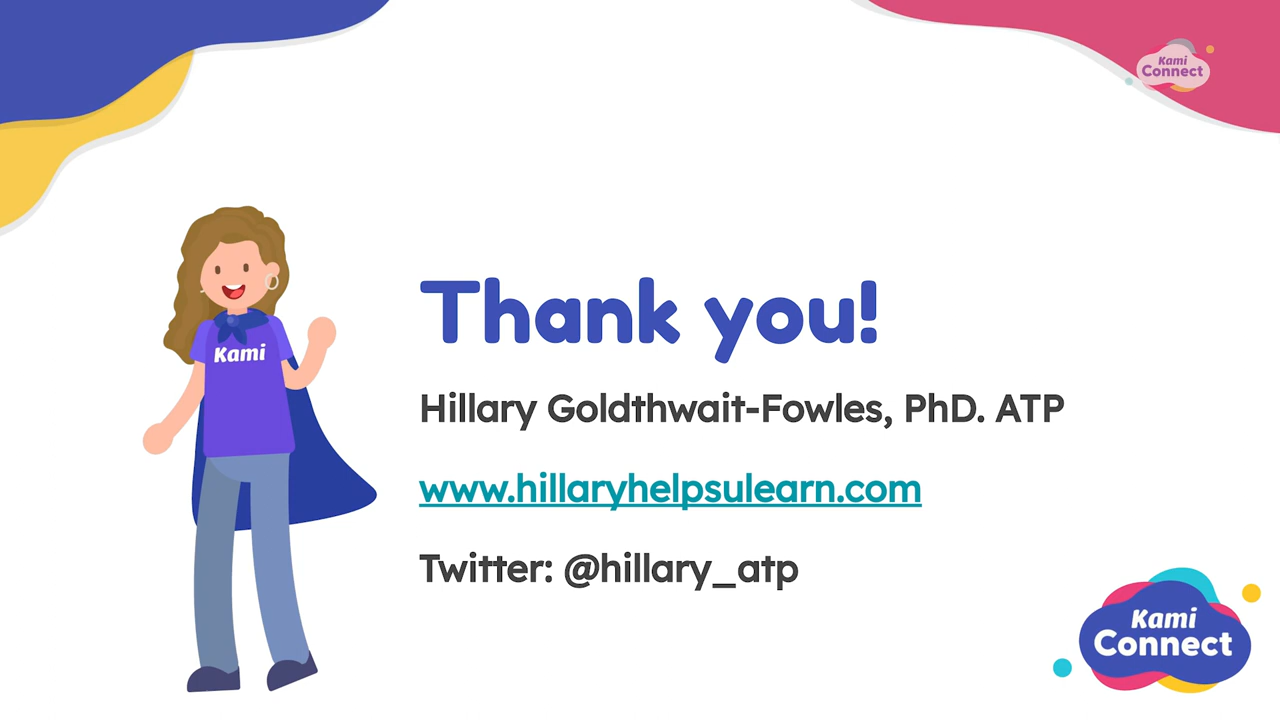 Kami
Connect
Kami
Thank you!
Hillary Goldthwait-Fowles, PhD. ATP
www.hillaryhelpsulearn.com
Twitter: @hillary_atp
Kami
Connect